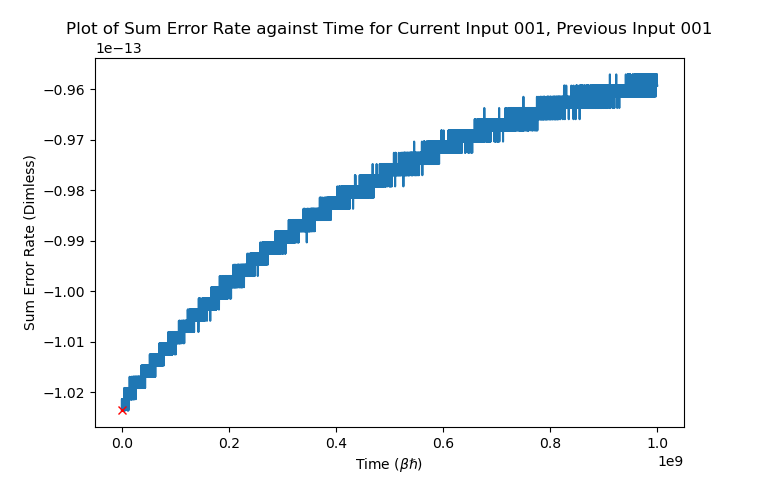 Plot of Sum Error Rate against Time for Current Input 001, Previous Input 001
1e−13
−0.96
−0.97
−0.98
−0.99
−1.00
−1.01
−1.02
Sum Error Rate (Dimless)
0.0 0.2 0.4 0.6 0.8 1.0
1e9
Time (βℏ)